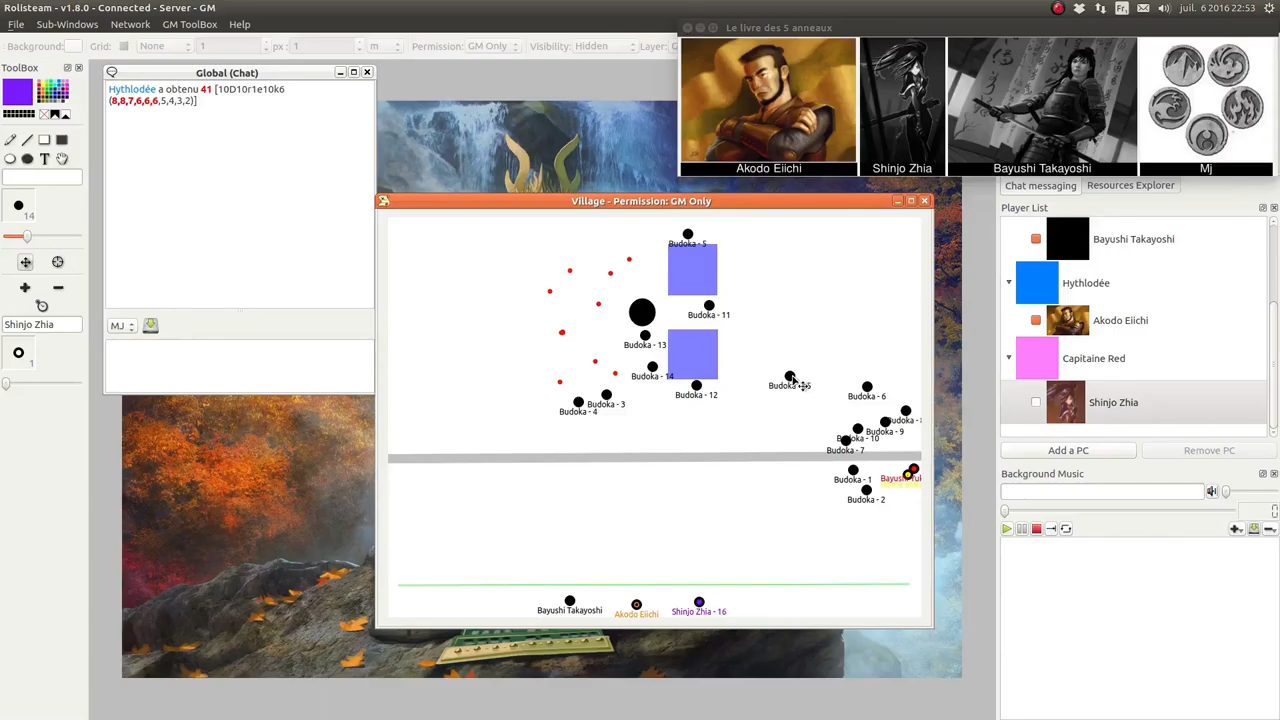 Rolisteam - v1.8.0 - Connected - Server - GM
Fr,
juil. 6 2016 22:53
File Sub-Windows Network GM ToolBox Help
Background: Grid: None 1 px : 1 m Permission: GM Only Visibility: Hidden Layer:
Le livre des 5 anneaux
Akodo Eiichi
Shinjo Zhia
Bayushi Takayoshi
Mj
ToolBox
T
14
Shinjo Zhia
1
Global (Chat)
Hythlodée a obtenu 41 [10D10r1e10k6
(8,8,7,6,6,6,5,4,3,2)]
MJ
Village - Permission: GM Only
Budoka - 5
Budoka - 11
Budoka - 13
Budoka - 14
Budoka - 12
Budoka - 3
Budoka - 4
Budoka - 6
Budoka - 9
Budoka - 10
Budoka - 7
Budoka - 1
Budoka - 2
Bayushi Takayoshi
Akodo Eiichi
Shinjo Zhia - 16
Chat messaging
Resources Explorer
Player List
Bayushi Takayoshi
Hythlodée
Akodo Eiichi
Capitaine Red
Shinjo Zhia
Add a PC
Remove PC
Background Music